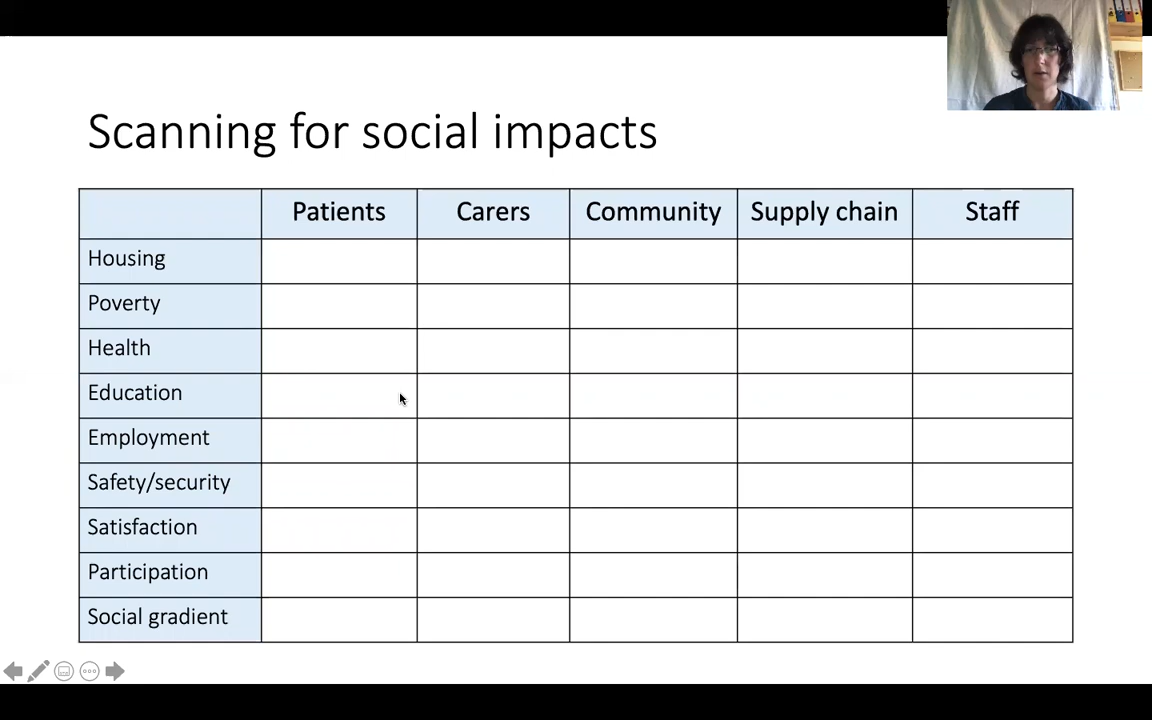 Scanning for social impacts
Patients Carers Community Supply chain Staff
Housing
Poverty
Health
Education
Employment
Safety/security
Satisfaction
Participation
Social gradient